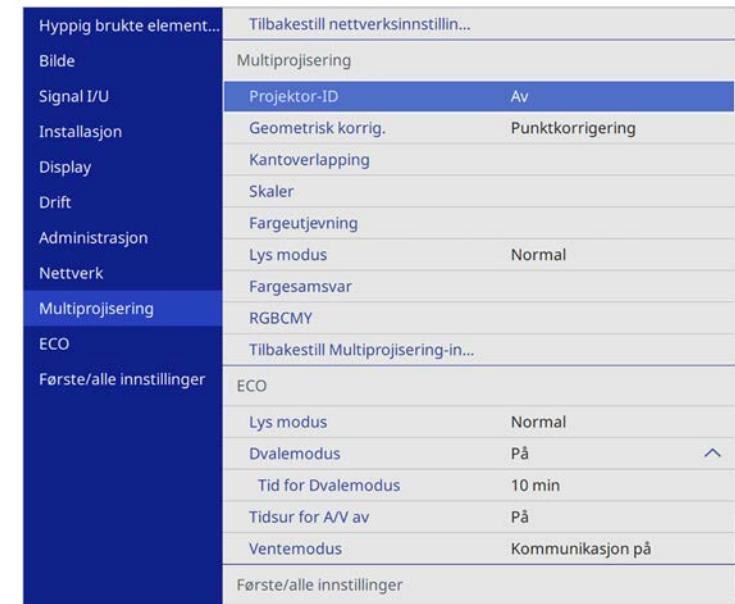 Hyppig brukte element...
Bilde
Signal I/U
Installasjon
Display
Drift
Administrasjon
Nettverk
Multiprojisering
ECO
Første/alle innstillinger
Tilbakestill nettverksinnstillin...
Multiprojisering
Projektor-ID Av
Geometrisk korrig. Punktkorrigering
Kantoverlapping
Skaler
Fargeutjevning
Lys modus Normal
Fargesamsvar
RGBCMY
Tilbakestill Multiprojisering-in...
ECO
Lys modus Normal
Dvalemodus På
Tid for Dvalemodus 10 min
Tidsur for A/V av På
Ventemodus Kommunikasjon på
Første/alle innstillinger